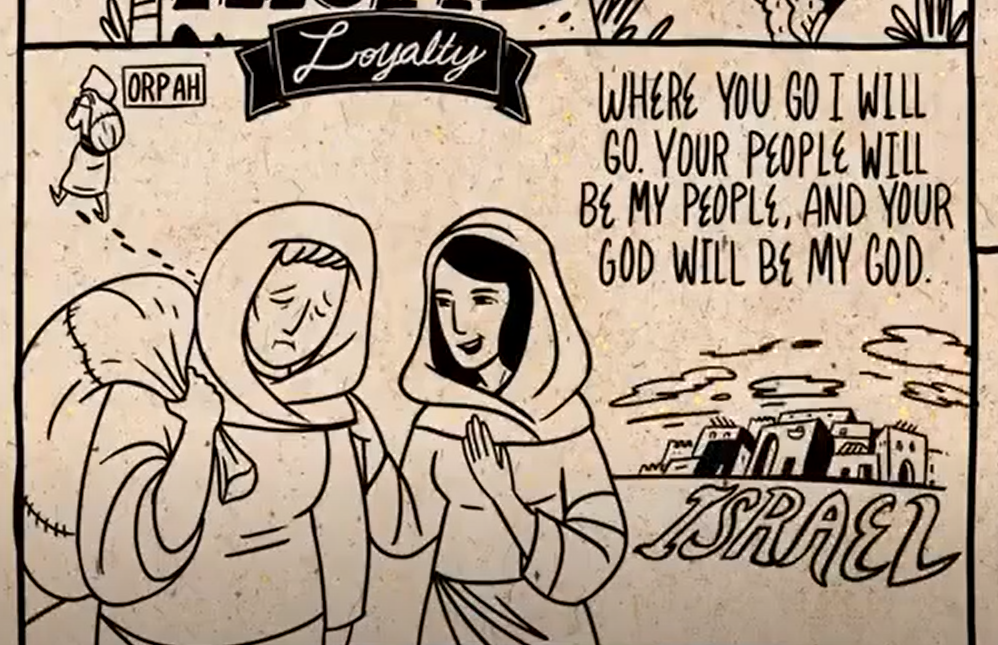 Loyalty
ORPAH
WHERE YOU GO I WILL
GO. YOUR PEOPLE WILL
BE MY PEOPLE, AND YOUR
GOD WILL BE MY GOD.
ISRAEL